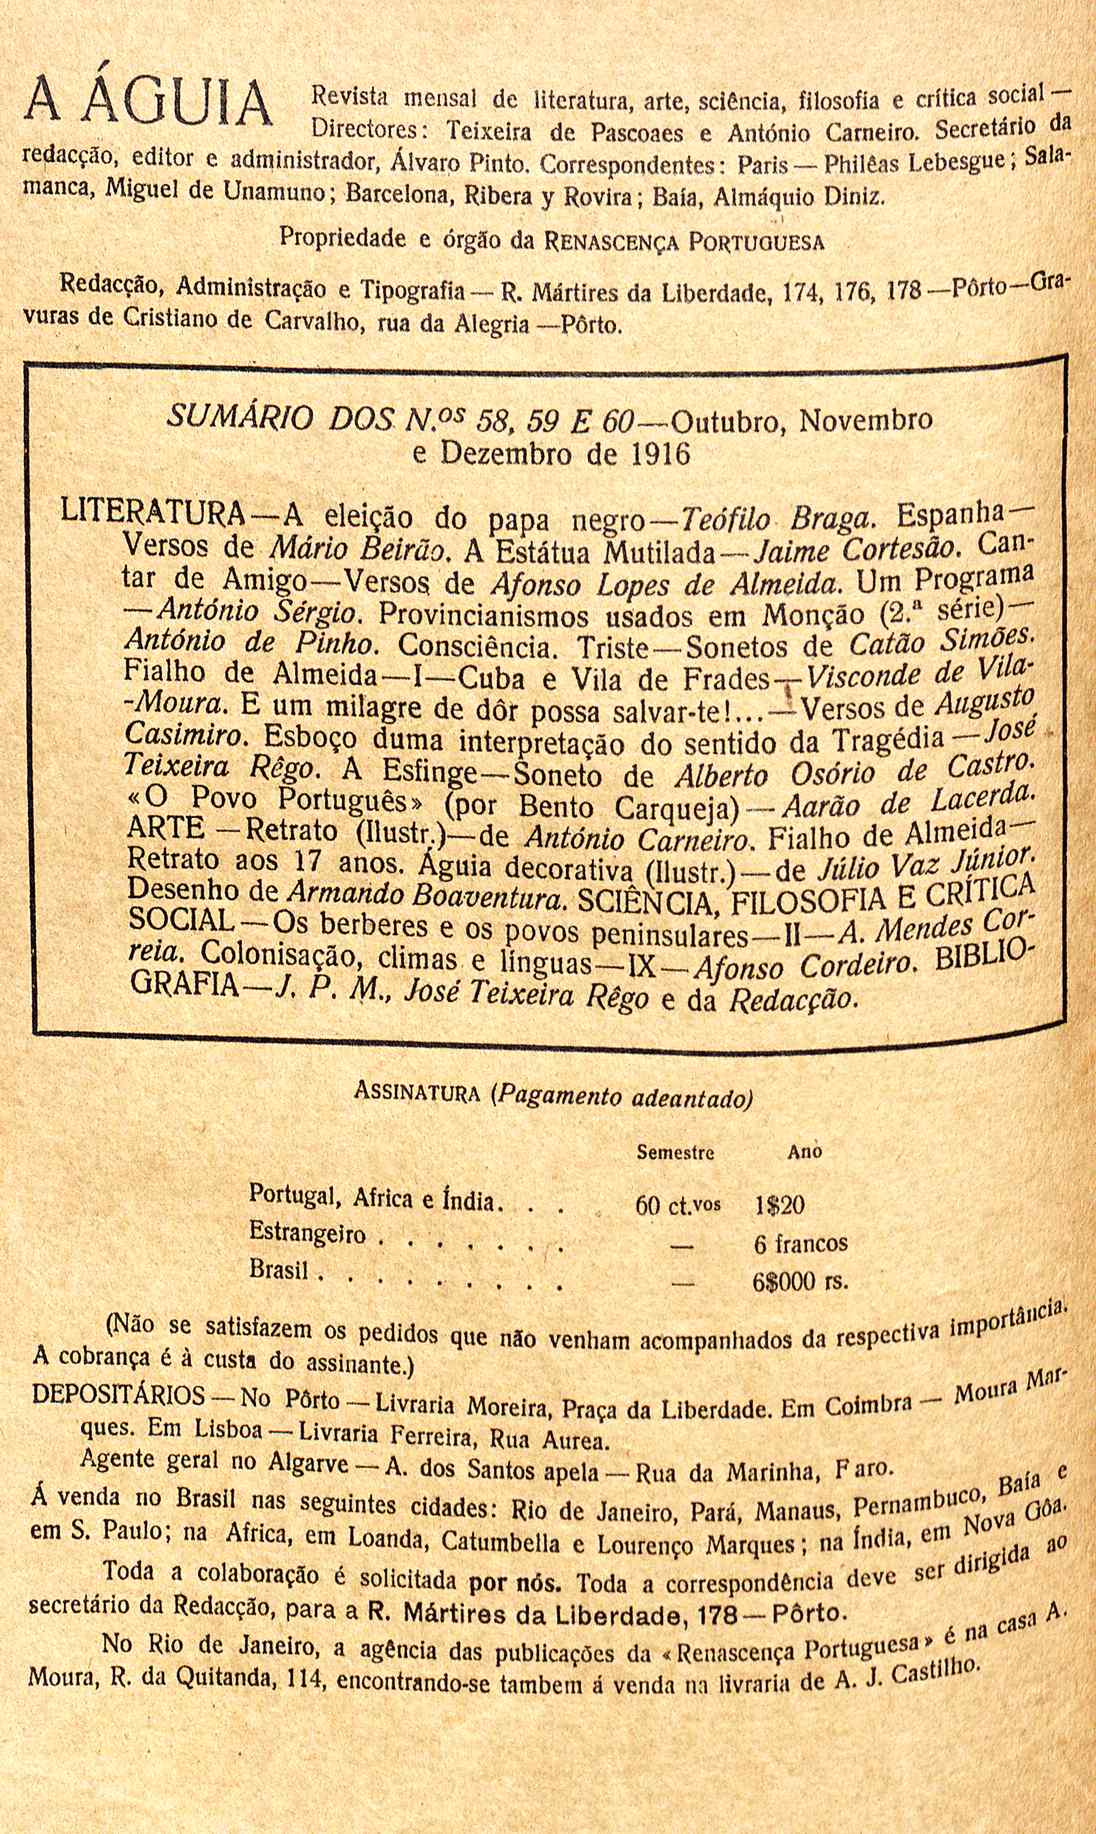 A ÁGUIA Revista mensal de literatura, arte, sciência, filosofia e crítica social—
Directores: Teixeira de Pascoaes e António Carneiro. Secretário da
redacção, editor e administrador, Álvaro Pinto. Correspondentes: Paris—Philêas Lebesgue; Sala-
manca, Miguel de Unamuno; Barcelona, Ribera y Rovira; Baía, Almáquio Diniz.
Propriedade e órgão da RENASCENÇA PORTUGUESA
Redacção, Administração e Tipografia—R. Mártires da Liberdade, 174, 176, 178—Pôrto—Gra-
vuras de Cristiano de Carvalho, rua da Alegria—Pôrto.
SUMÁRIO DOS N.os 58, 59 E 60—Outubro, Novembro
e Dezembro de 1916
LITERATURA—A eleição do papa negro—Teófilo Braga. Espanha—
Versos de Mário Beirão. A Estátua Mutilada—Jaime Cortesão. Can-
tar de Amigo—Versos de Afonso Lopes de Almeida. Um Programa
—António Sérgio. Provincianismos usados em Monção (2.ª série)—
António de Pinho. Consciência. Triste—Sonetos de Catão Simões.
Fialho de Almeida—I—Cuba e Vila de Frades—Visconde de Vila-
-Moura. E um milagre de dôr possa salvar-te!...—Versos de Augusto
Casimiro. Esboço duma interpretação do sentido da Tragédia—José
Teixeira Rêgo. A Esfinge—Soneto de Alberto Osório de Castro.
«O Povo Português» (por Bento Carqueja)—Aarão de Lacerda.
ARTE—Retrato (Ilustr.)—de António Carneiro. Fialho de Almeida—
Retrato aos 17 anos. Águia decorativa (Ilustr.)—de Júlio Vaz Júnior.
Desenho de Armando Boaventura. SCIÊNCIA, FILOSOFIA E CRÍTICA
SOCIAL—Os berberes e os povos peninsulares—II—A. Mendes Cor-
reia. Colonisação, climas e línguas—IX—Afonso Cordeiro. BIBLIO-
GRAFIA—J. P. M., José Teixeira Rêgo e da Redacção.
ASSINATURA (Pagamento adeantado)
Semestre Ano
Portugal, Africa e Índia. . . 60 ct.vos 1$20
Estrangeiro . . . . . . . — 6 francos
Brasil . . . . . . . . . — 6$000 rs.
(Não se satisfazem os pedidos que não venham acompanhados da respectiva importância.
A cobrança é à custa do assinante.)
DEPOSITÁRIOS—No Pôrto—Livraria Moreira, Praça da Liberdade. Em Coimbra—Moura Mar-
ques. Em Lisboa—Livraria Ferreira, Rua Aurea.
Agente geral no Algarve—A. dos Santos apela—Rua da Marinha, Faro.
Á venda no Brasil nas seguintes cidades: Rio de Janeiro, Pará, Manaus, Pernambuco, Baía e
em S. Paulo; na Africa, em Loanda, Catumbella e Lourenço Marques; na Índia, em Nova Gôa.
Toda a colaboração é solicitada por nós. Toda a correspondência deve ser dirigida ao
secretário da Redacção, para a R. Mártires da Liberdade, 178—Pôrto.
No Rio de Janeiro, a agência das publicações da «Renascença Portuguesa» é na casa A.
Moura, R. da Quitanda, 114, encontrando-se tambem á venda na livraria de A. J. Castilho.